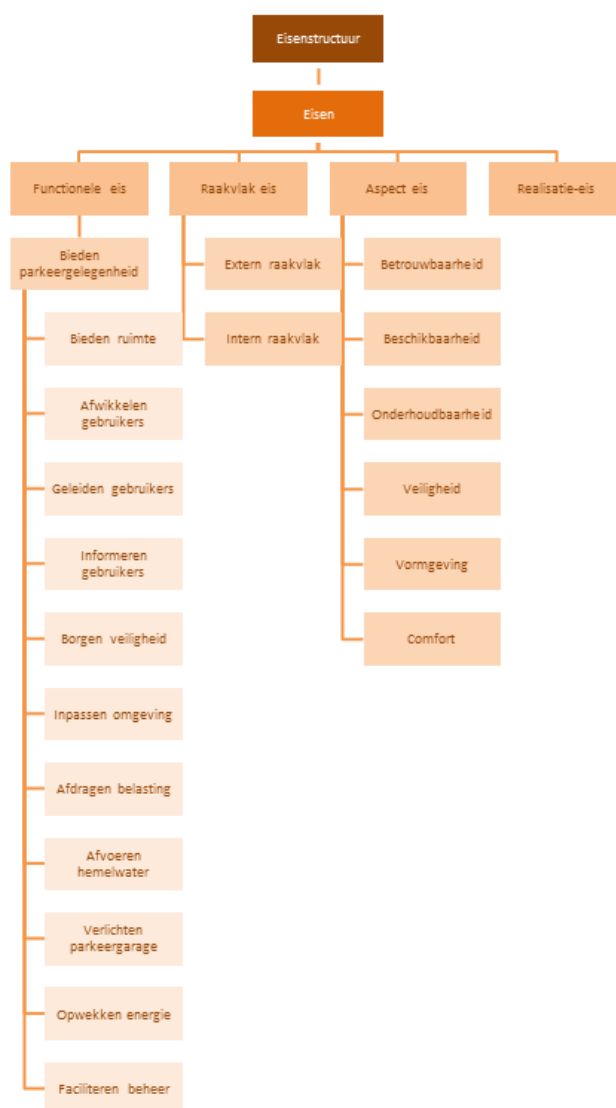 Eisenstructuur
Eisen
Functionele eis
Raakvlak eis
Aspect eis
Realisatie-eis
Bieden
parkeergelegenheid
Extern raakvlak
Betrouwbaarheid
Bieden ruimte
Intern raakvlak
Beschikbaarheid
Afwikkelen
gebruikers
Onderhoudbaarheid
Geleiden gebruikers
Veiligheid
Informeren
gebruikers
Vormgeving
Borgen veiligheid
Comfort
Inpassen omgeving
Afdragen belasting
Afvoeren
hemelwater
Verlichten
parkeergarage
Opwekken energie
Faciliteren beheer